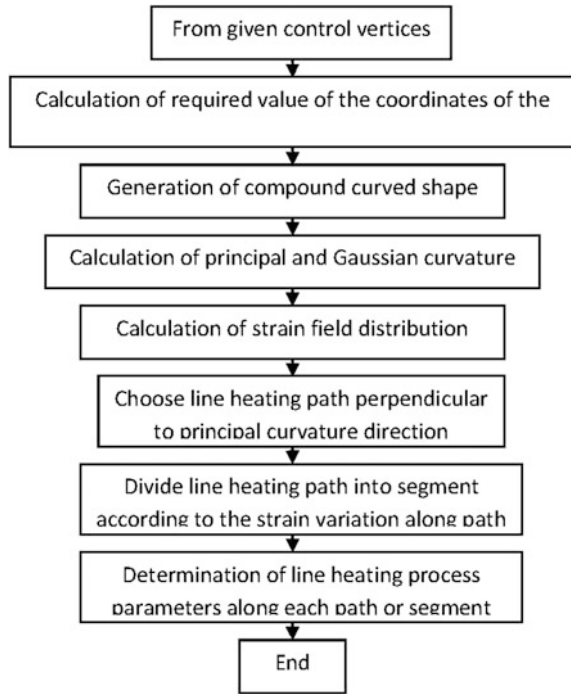 From given control vertices
Calculation of required value of the coordinates of the
Generation of compound curved shape
Calculation of principal and Gaussian curvature
Calculation of strain field distribution
Choose line heating path perpendicular
to principal curvature direction
Divide line heating path into segment
according to the strain variation along path
Determination of line heating process
parameters along each path or segment
End